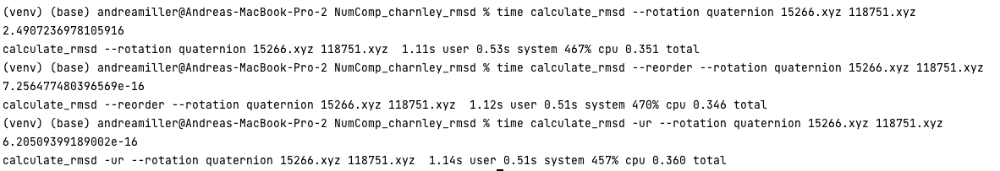 (venv) (base) andreamiller@Andreas-MacBook-Pro-2 NumComp_charnley_rmsd % time calculate_rmsd --rotation quaternion 15266.xyz 118751.xyz
2.4907236978105916
calculate_rmsd --rotation quaternion 15266.xyz 118751.xyz  1.11s user 0.53s system 467% cpu 0.351 total
(venv) (base) andreamiller@Andreas-MacBook-Pro-2 NumComp_charnley_rmsd % time calculate_rmsd --reorder --rotation quaternion 15266.xyz 118751.xyz
7.256477480396569e-16
calculate_rmsd --reorder --rotation quaternion 15266.xyz 118751.xyz  1.12s user 0.51s system 470% cpu 0.346 total
(venv) (base) andreamiller@Andreas-MacBook-Pro-2 NumComp_charnley_rmsd % time calculate_rmsd -ur --rotation quaternion 15266.xyz 118751.xyz
6.20509399189002e-16
calculate_rmsd -ur --rotation quaternion 15266.xyz 118751.xyz  1.14s user 0.51s system 457% cpu 0.360 total